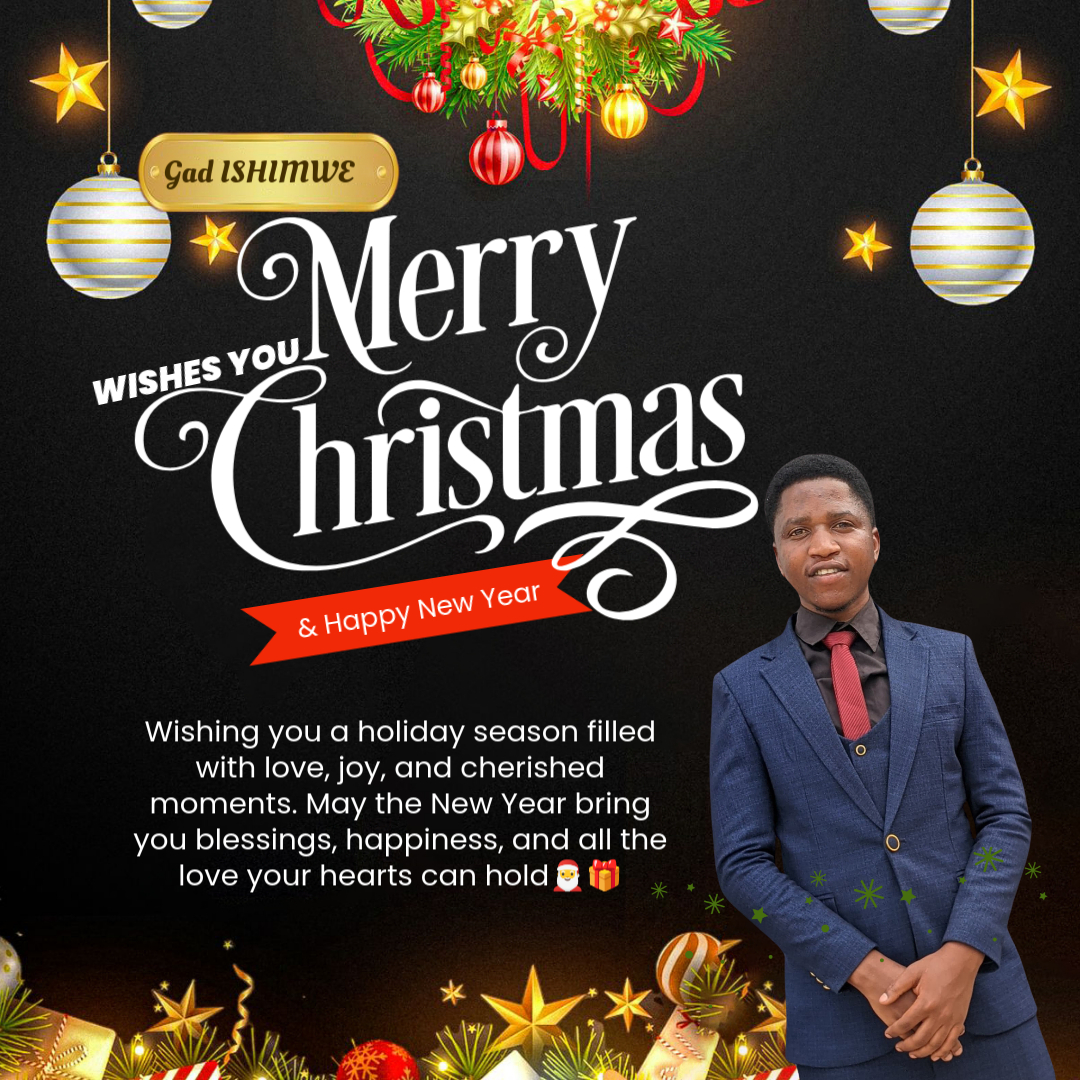 Gad ISHIMWE
WISHES YOU
Merry
Christmas
& Happy New Year
Wishing you a holiday season filled
with love, joy, and cherished
moments. May the New Year bring
you blessings, happiness, and all the
love your hearts can hold🎅🎁